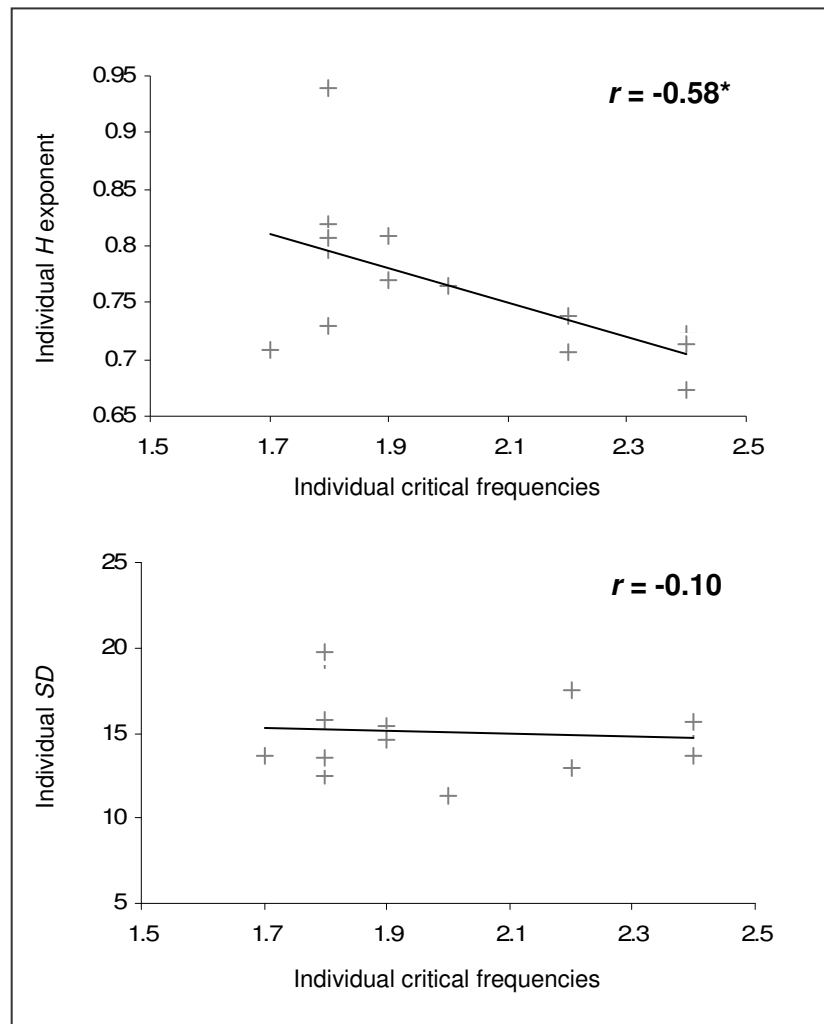 r = -0.58*
0.95
0.9
0.85
0.8
0.75
0.7
0.65
Individual H exponent
1.5 1.7 1.9 2.1 2.3 2.5
Individual critical frequencies
r = -0.10
25
20
15
10
5
Individual SD
1.5 1.7 1.9 2.1 2.3 2.5
Individual critical frequencies